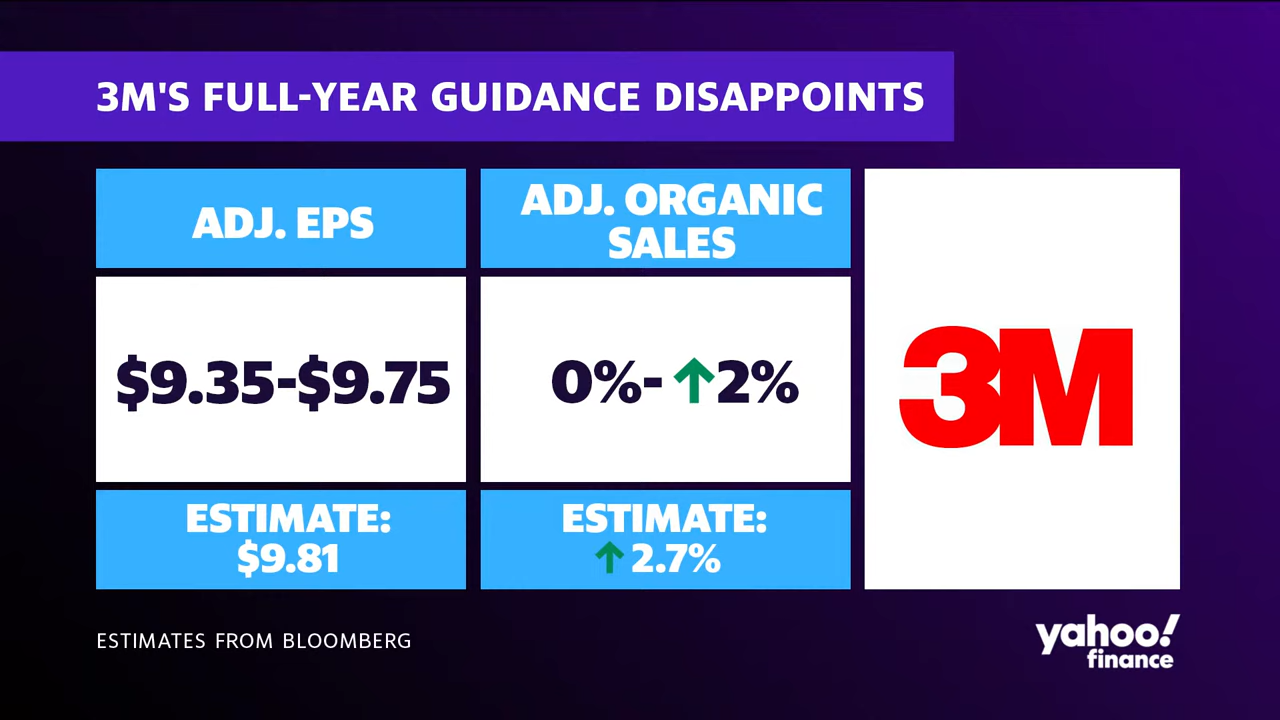 3M'S FULL-YEAR GUIDANCE DISAPPOINTS
ADJ. EPS
$9.35-$9.75
ESTIMATE:
$9.81
ADJ. ORGANIC
SALES
0%- ↑2%
ESTIMATE:
↑ 2.7%
3M
ESTIMATES FROM BLOOMBERG
yahoo!
finance